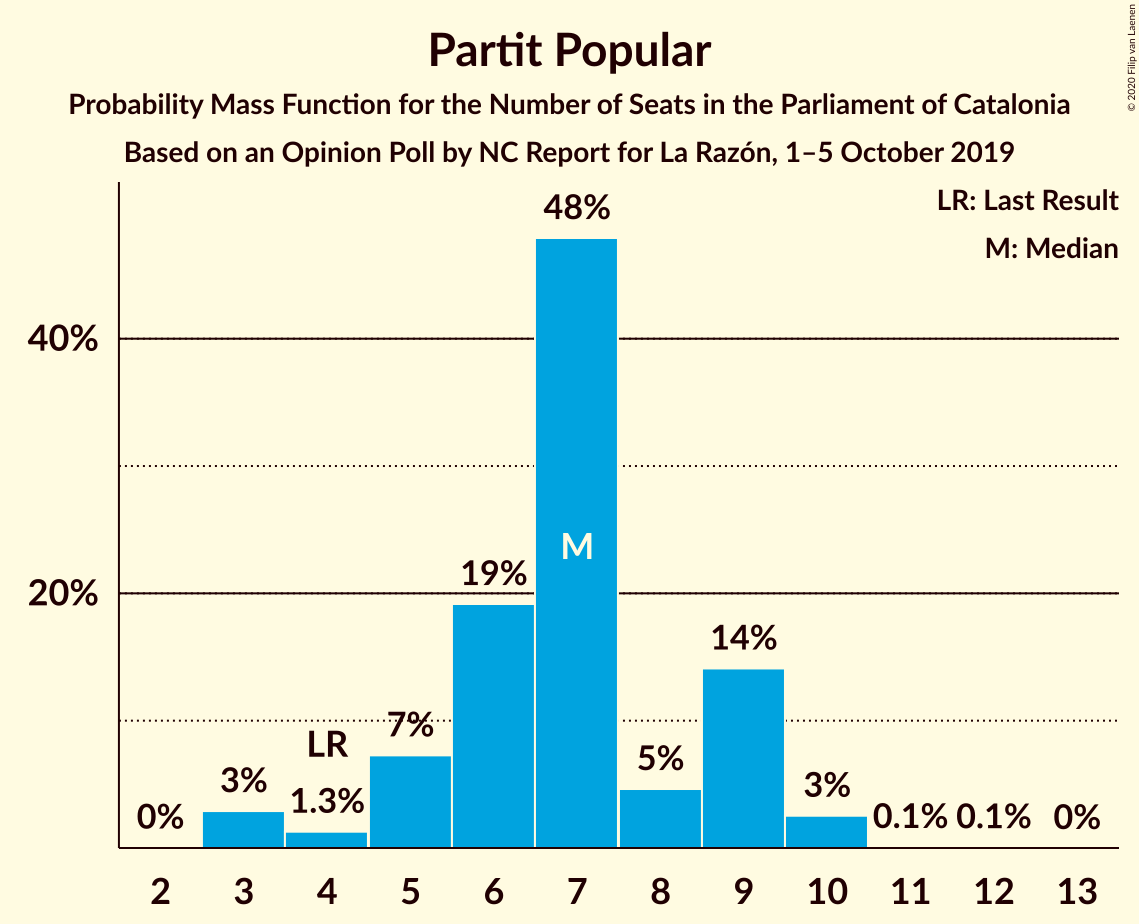 Partit Popular
Probability Mass Function for the Number of Seats in the Parliament of Catalonia
Based on an Opinion Poll by NC Report for La Razón, 1–5 October 2019
© 2020 Filip van Laenen
LR: Last Result
M: Median
48%
40%
M
19%
20%
14%
7%
LR
5%
3%
3%
1.3%
0%
0.1%
0.1%
0%
2 3 4 5 6 7 8 9 10 11 12 13